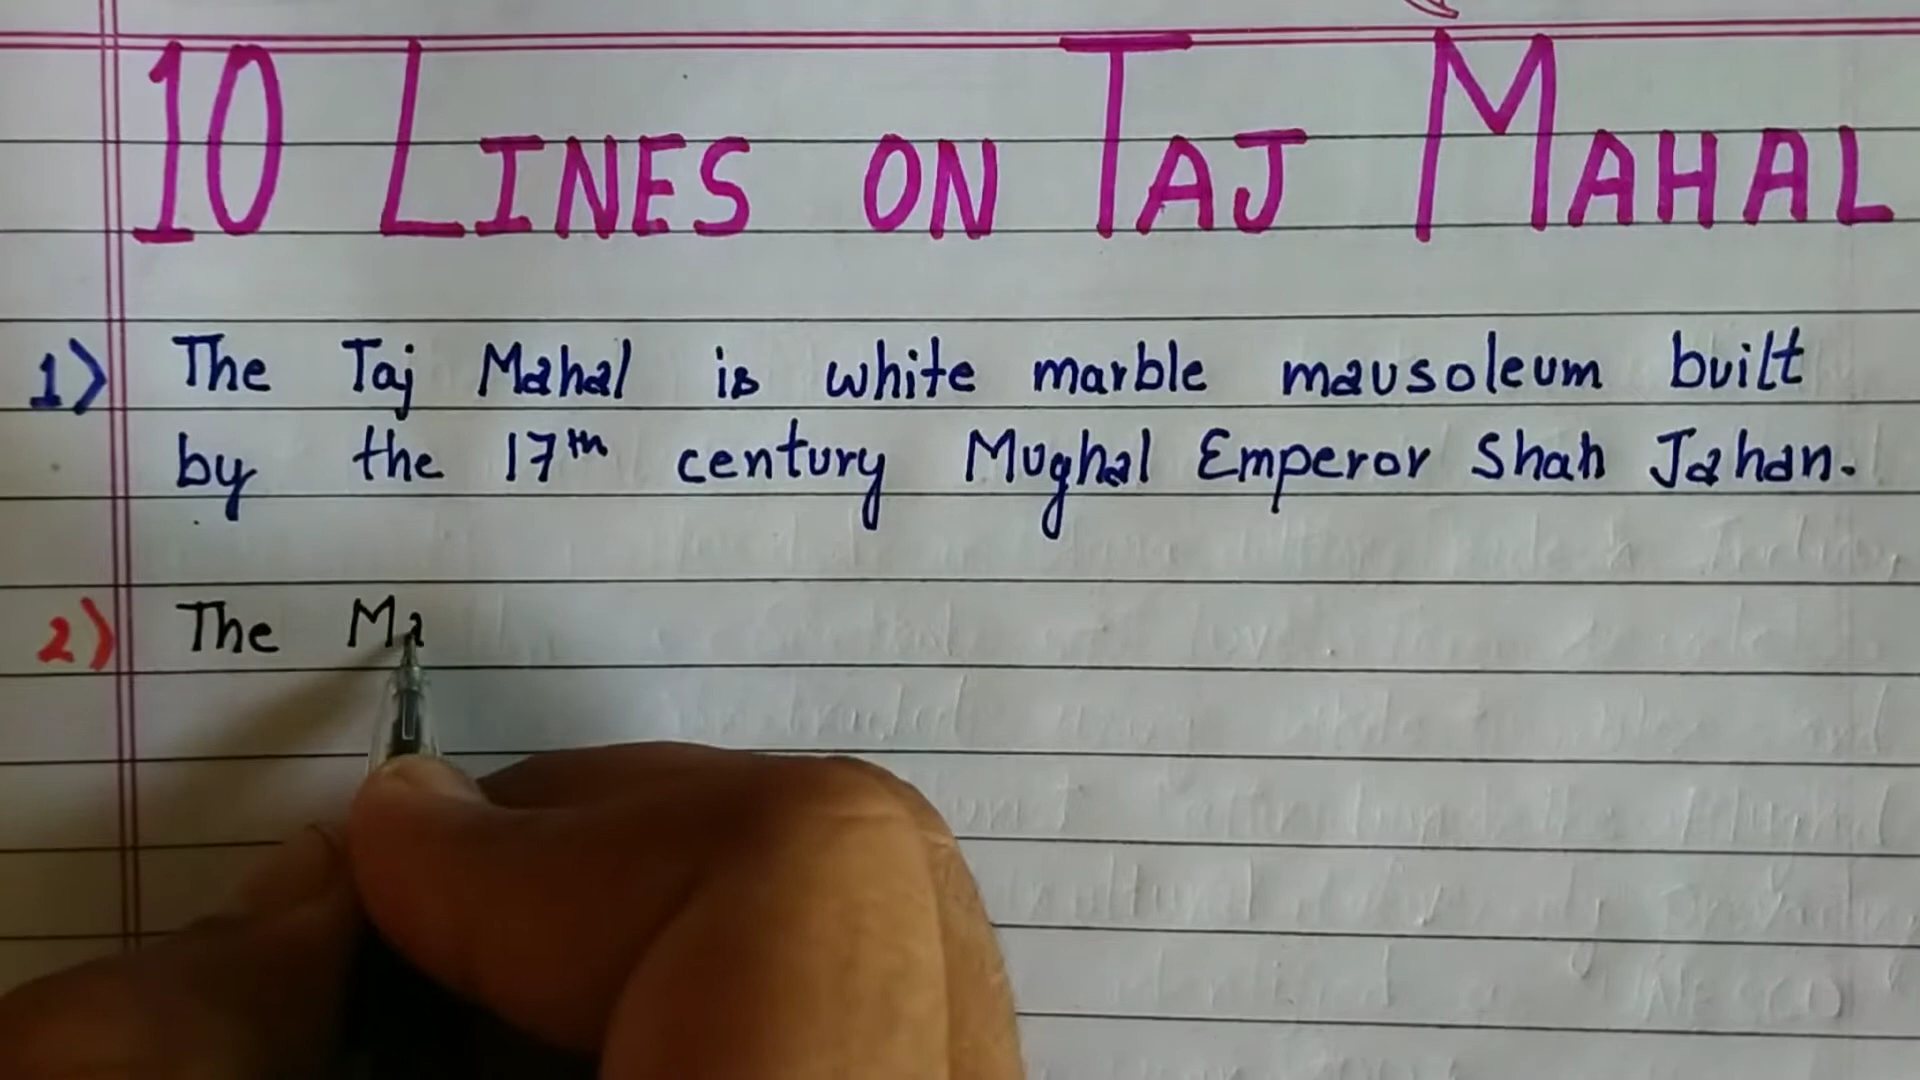 10 LINES ON TAJ MAHAL
1) The Taj Mahal is white marble mausoleum built
by the 17th century Mughal Emperor Shah Jahan.
2) The Ma